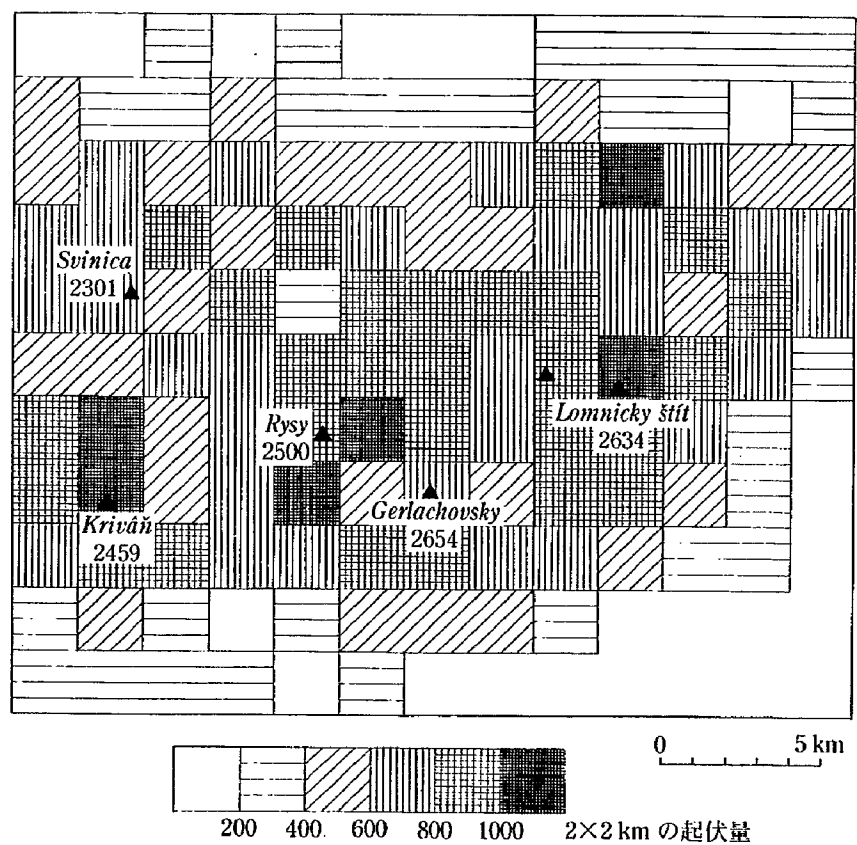 Svinica
2301
Rysy
2500
Lomnicky štít
2634
Gerlachovsky
2654
Kriváň
2459
0 5 km
200 400 600 800 1000 2×2 km の起伏量